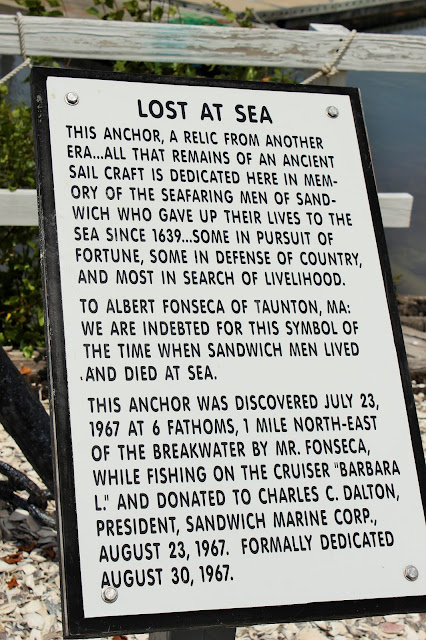 LOST AT SEA
THIS ANCHOR, A RELIC FROM ANOTHER
ERA...ALL THAT REMAINS OF AN ANCIENT
SAIL CRAFT IS DEDICATED HERE IN MEM-
ORY OF THE SEAFARING MEN OF SAND-
WICH WHO GAVE UP THEIR LIVES TO THE
SEA SINCE 1639...SOME IN PURSUIT OF
FORTUNE, SOME IN DEFENSE OF COUNTRY,
AND MOST IN SEARCH OF LIVELIHOOD.
TO ALBERT FONSECA OF TAUNTON, MA:
WE ARE INDEBTED FOR THIS SYMBOL OF
THE TIME WHEN SANDWICH MEN LIVED
AND DIED AT SEA.
THIS ANCHOR WAS DISCOVERED JULY 23,
1967 AT 6 FATHOMS, 1 MILE NORTH-EAST
OF THE BREAKWATER BY MR. FONSECA,
WHILE FISHING ON THE CRUISER "BARBARA
L." AND DONATED TO CHARLES C. DALTON,
PRESIDENT, SANDWICH MARINE CORP.,
AUGUST 23, 1967. FORMALLY DEDICATED
AUGUST 30, 1967.